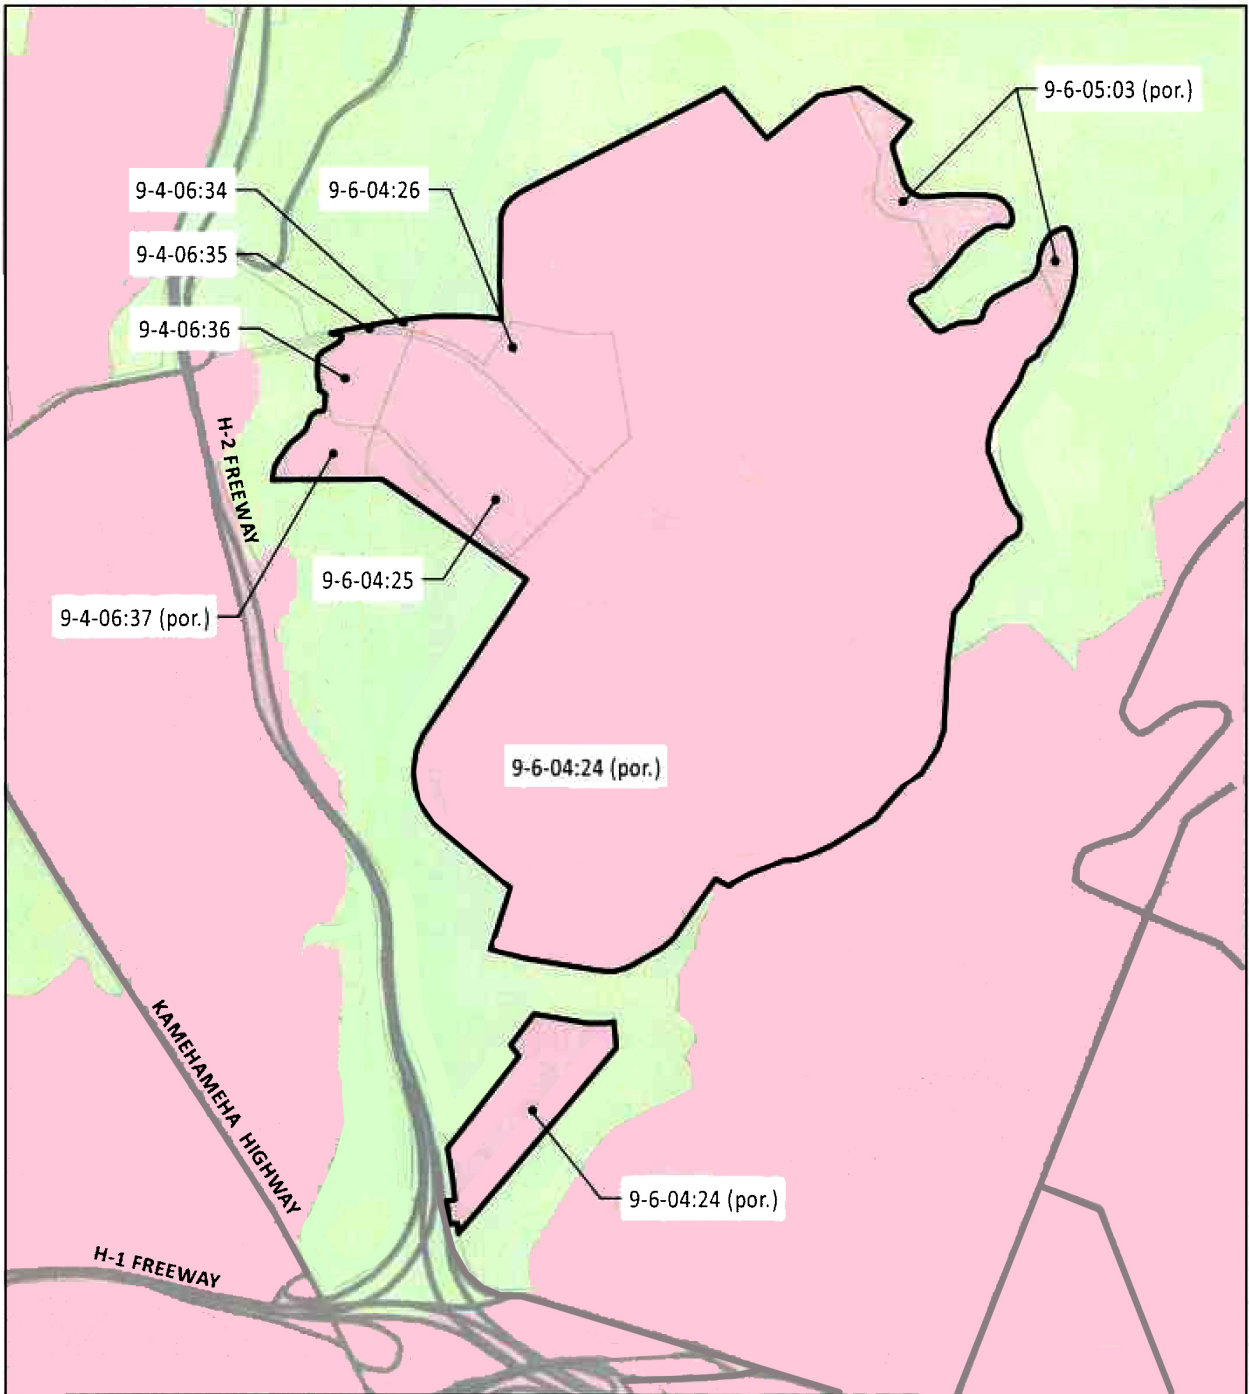 9-6-05:03 (por.)
9-4-06:34
9-6-04:26
9-4-06:35
9-4-06:36
H-2 FREEWAY
9-6-04:25
9-4-06:37 (por.)
9-6-04:24 (por.)
KAMEHAMEHA HIGHWAY
9-6-04:24 (por.)
H-1 FREEWAY